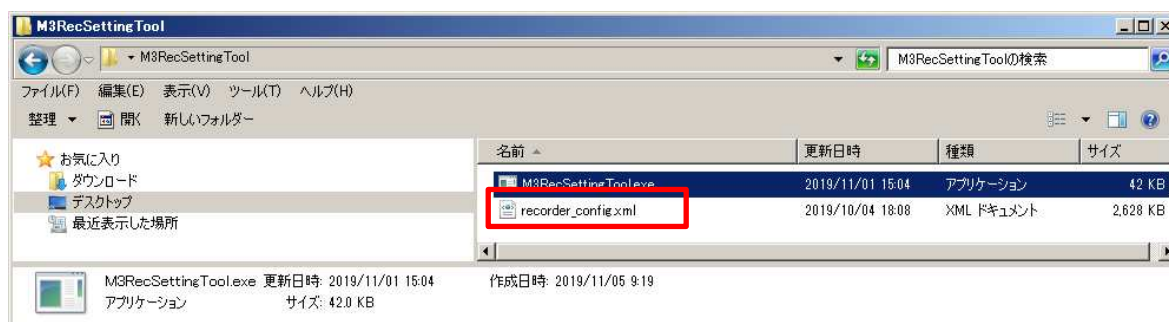 M3RecSettingTool
M3RecSettingTool M3RecSettingToolの検索
ファイル(F) 編集(E) 表示(V) ツール(T) ヘルプ(H)
整理 開く 新しいフォルダー
お気に入り
ダウンロード
デスクトップ
最近表示した場所
名前 更新日時 種類 サイズ
M3RecSettingTool.exe 2019/11/01 15:04 アプリケーション 42 KB
recorder_config.xml 2019/10/04 18:08 XML ドキュメント 2,628 KB
M3RecSettingTool.exe 更新日時: 2019/11/01 15:04 作成日時: 2019/11/05 9:19
アプリケーション サイズ: 42.0 KB